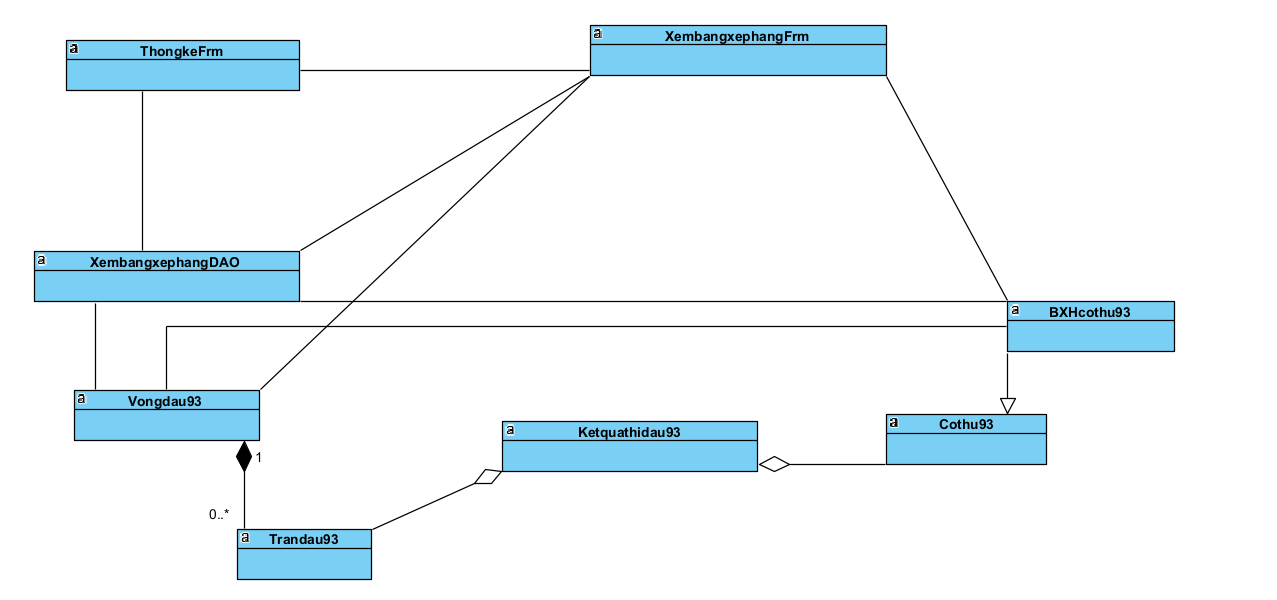 a XembangxephangFrm
a ThongkeFrm
a XembangxephangDAO
a BXHcothu93
a Vongdau93
a Cothu93
a Ketquathidau93
1
0..*
a Trandau93